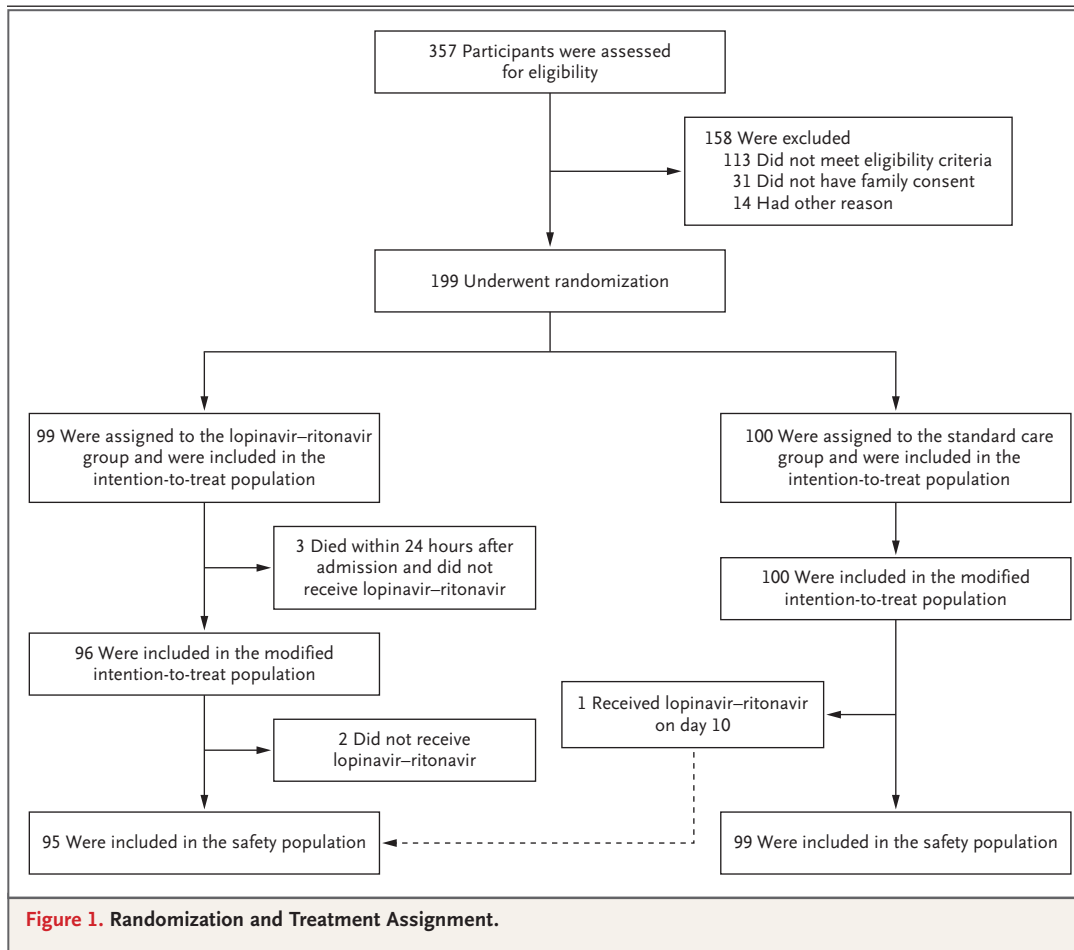 357 Participants were assessed
for eligibility
158 Were excluded
113 Did not meet eligibility criteria
31 Did not have family consent
14 Had other reason
199 Underwent randomization
99 Were assigned to the lopinavir–ritonavir
group and were included in the
intention-to-treat population
100 Were assigned to the standard care
group and were included in the
intention-to-treat population
3 Died within 24 hours after
admission and did not
receive lopinavir–ritonavir
100 Were included in the modified
intention-to-treat population
96 Were included in the modified
intention-to-treat population
1 Received lopinavir–ritonavir
on day 10
2 Did not receive
lopinavir–ritonavir
95 Were included in the safety population
99 Were included in the safety population
Figure 1. Randomization and Treatment Assignment.